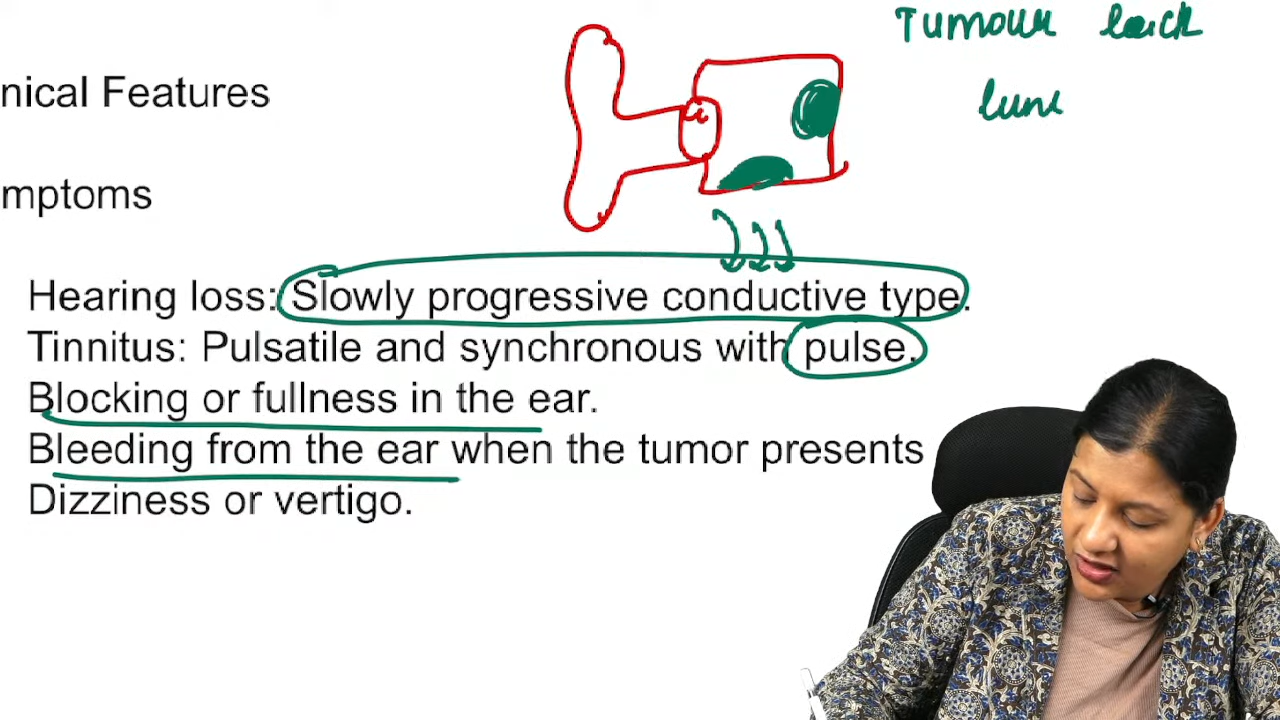 Tumour
nical Features
mptoms
Hearing loss: Slowly progressive conductive type.
Tinnitus: Pulsatile and synchronous with pulse.
Blocking or fullness in the ear.
Bleeding from the ear when the tumor presents
Dizziness or vertigo.